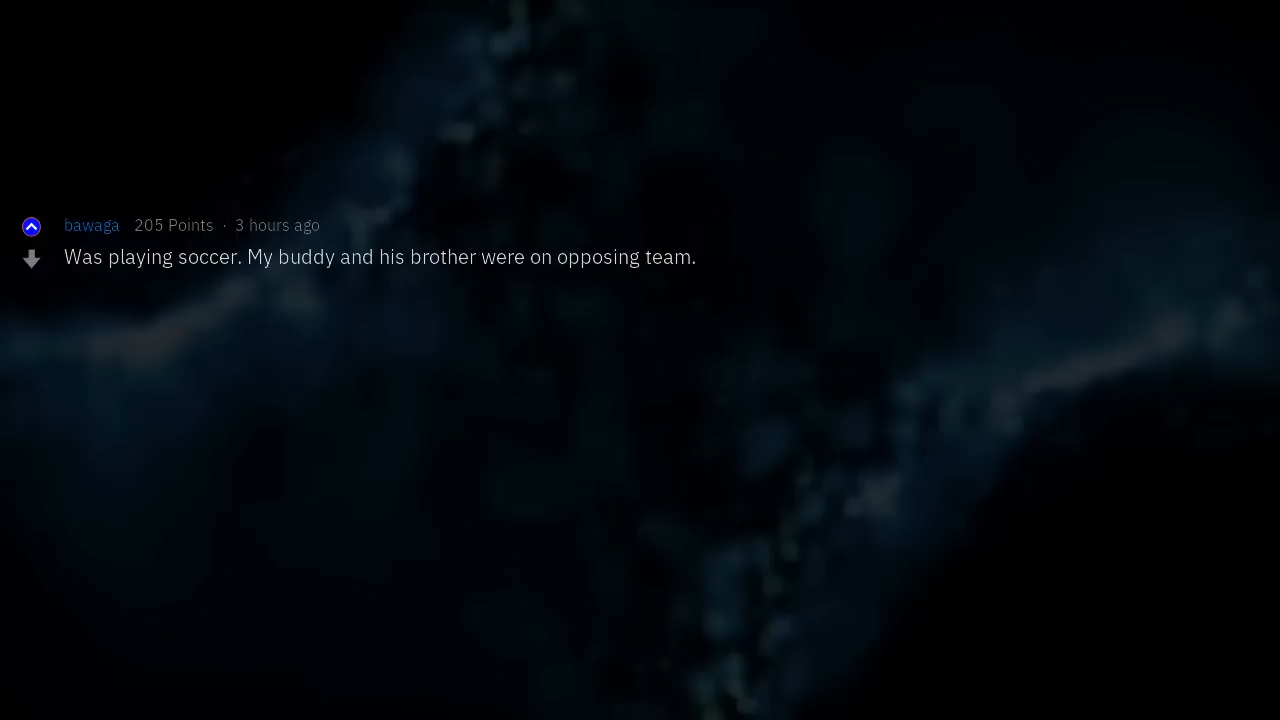 bawaga 205 Points · 3 hours ago
Was playing soccer. My buddy and his brother were on opposing team.